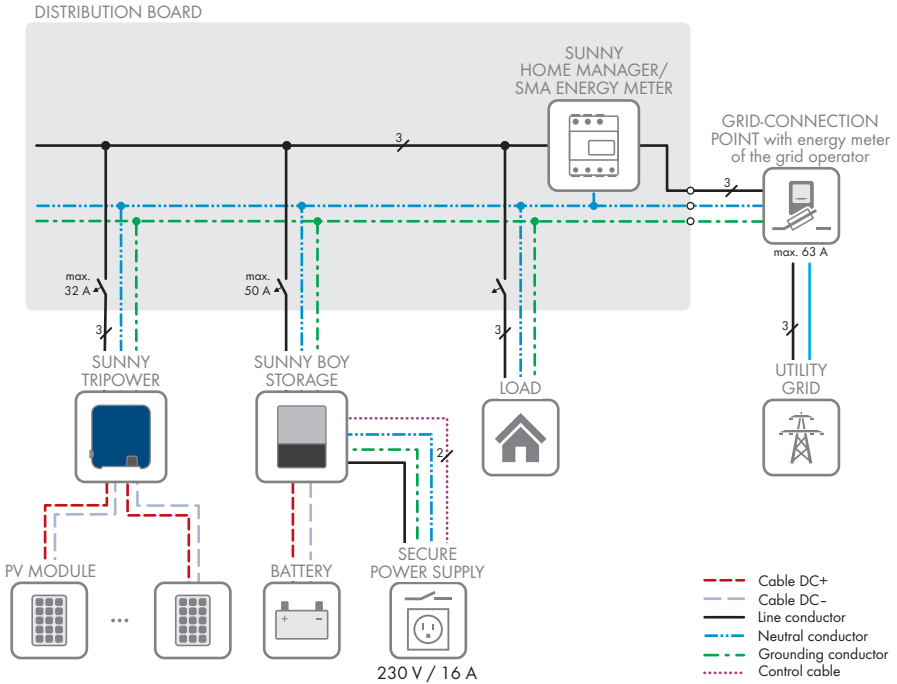 DISTRIBUTION BOARD
SUNNY
HOME MANAGER/
SMA ENERGY METER
GRID-CONNECTION
POINT with energy meter
of the grid operator
3
3
max.
32 A
max.
50 A
max. 63 A
3
3
3
SUNNY
TRIPOWER
SUNNY BOY
STORAGE
LOAD
UTILITY
GRID
2
PV MODULE
...
BATTERY
+
–
SECURE
POWER SUPPLY
230 V / 16 A
Cable DC+
Cable DC–
Line conductor
Neutral conductor
Grounding conductor
Control cable